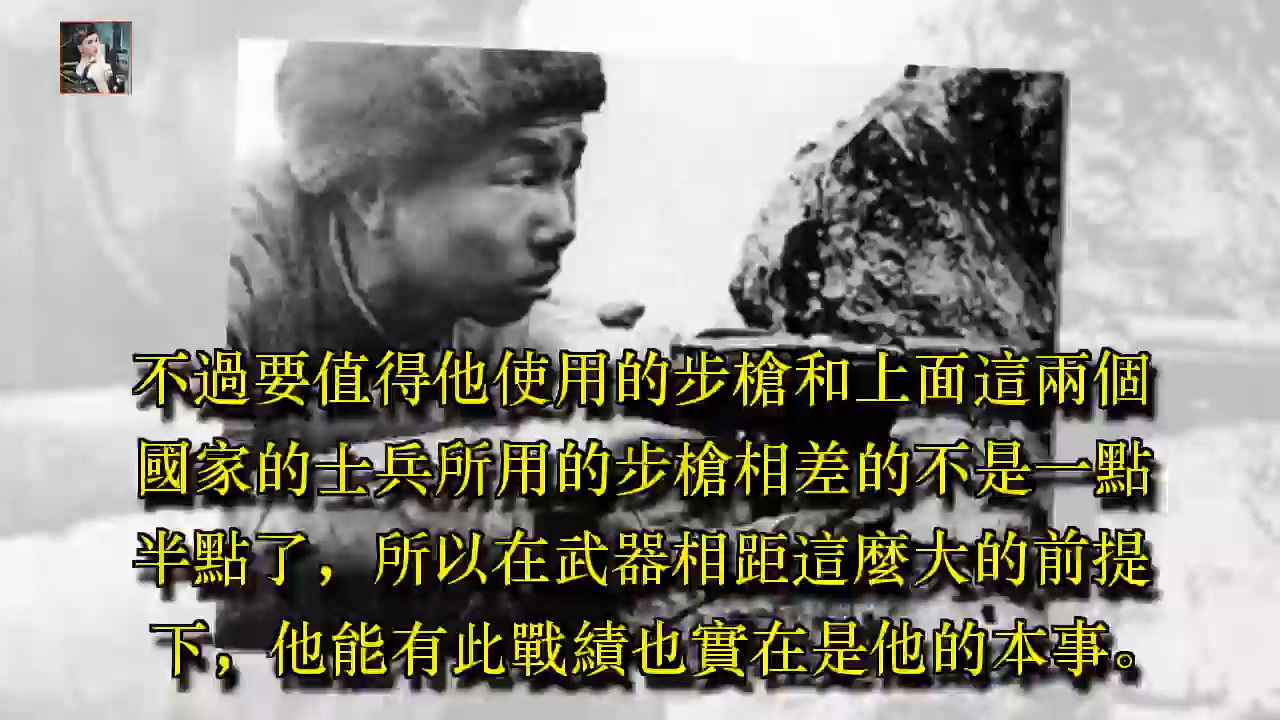 不過要值得他使用的步槍和上面這兩個
國家的士兵所用的步槍相差的不是一點
半點了，所以在武器相距這麼大的前提
下，他能有此戰績也實在是他的本事。